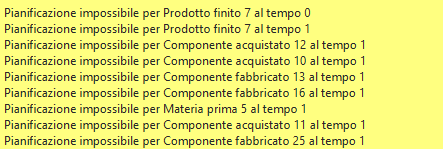 Pianificazione impossibile per Prodotto finito 7 al tempo 0
Pianificazione impossibile per Prodotto finito 7 al tempo 1
Pianificazione impossibile per Componente acquistato 12 al tempo 1
Pianificazione impossibile per Componente acquistato 10 al tempo 1
Pianificazione impossibile per Componente fabbricato 13 al tempo 1
Pianificazione impossibile per Componente fabbricato 16 al tempo 1
Pianificazione impossibile per Materia prima 5 al tempo 1
Pianificazione impossibile per Componente acquistato 11 al tempo 1
Pianificazione impossibile per Componente fabbricato 25 al tempo 1